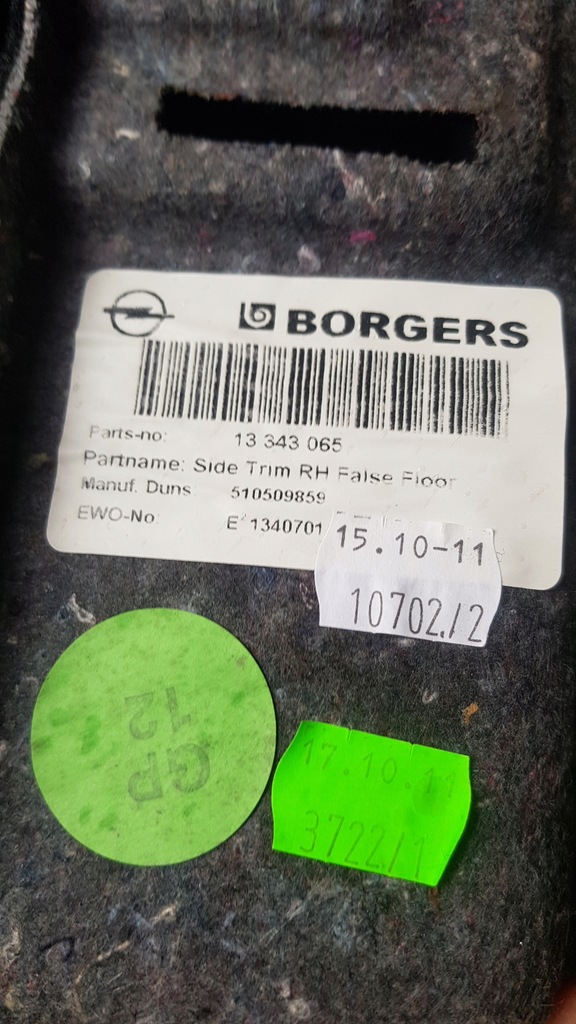 BORGERS
Parts-no: 13 343 065
Partname: Side Trim RH False Floor
Manuf. Duns: 510509859
EWO-No: E 1340701
15.10-11
10702/2
GP
12
17.10.11
3722/1